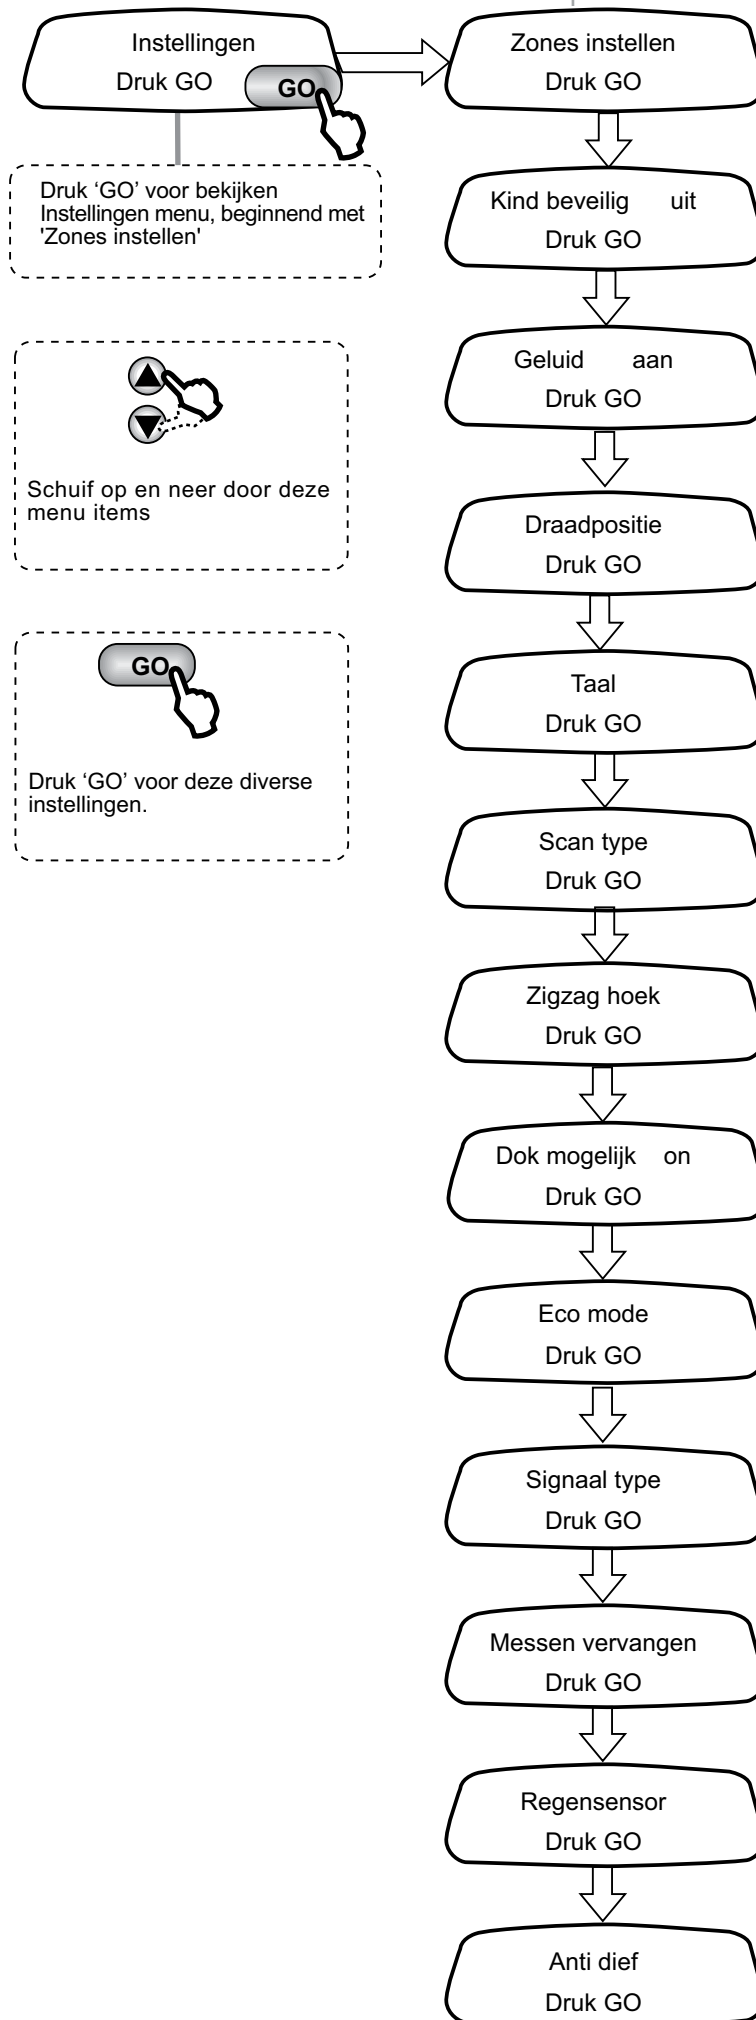 Instellingen
Druk GO
GO
Druk ‘GO’ voor bekijken
Instellingen menu, beginnend met
'Zones instellen'
Schuif op en neer door deze
menu items
GO
Druk ‘GO’ voor deze diverse
instellingen.
Zones instellen
Druk GO
Kind beveilig uit
Druk GO
Geluid aan
Druk GO
Draadpositie
Druk GO
Taal
Druk GO
Scan type
Druk GO
Zigzag hoek
Druk GO
Dok mogelijk on
Druk GO
Eco mode
Druk GO
Signaal type
Druk GO
Messen vervangen
Druk GO
Regensensor
Druk GO
Anti dief
Druk GO